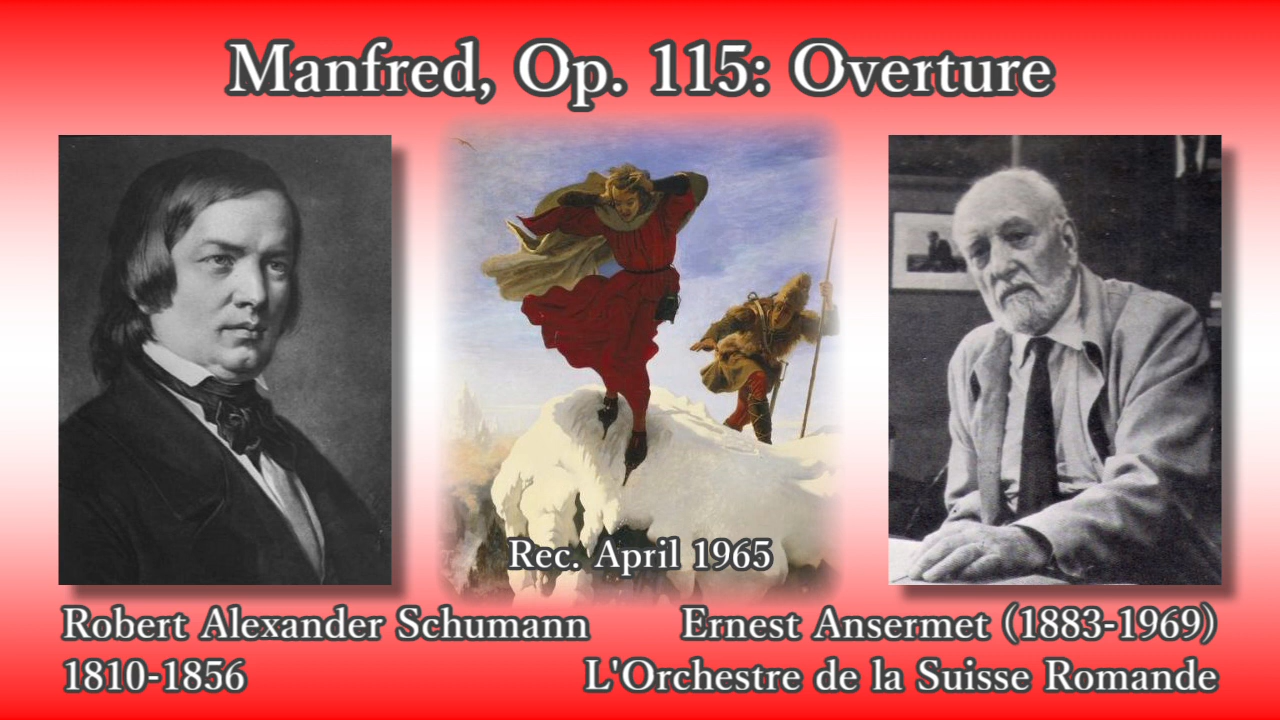 Manfred, Op. 115: Overture
Rec. April 1965
Robert Alexander Schumann
1810-1856
Ernest Ansermet (1883-1969)
L'Orchestre de la Suisse Romande